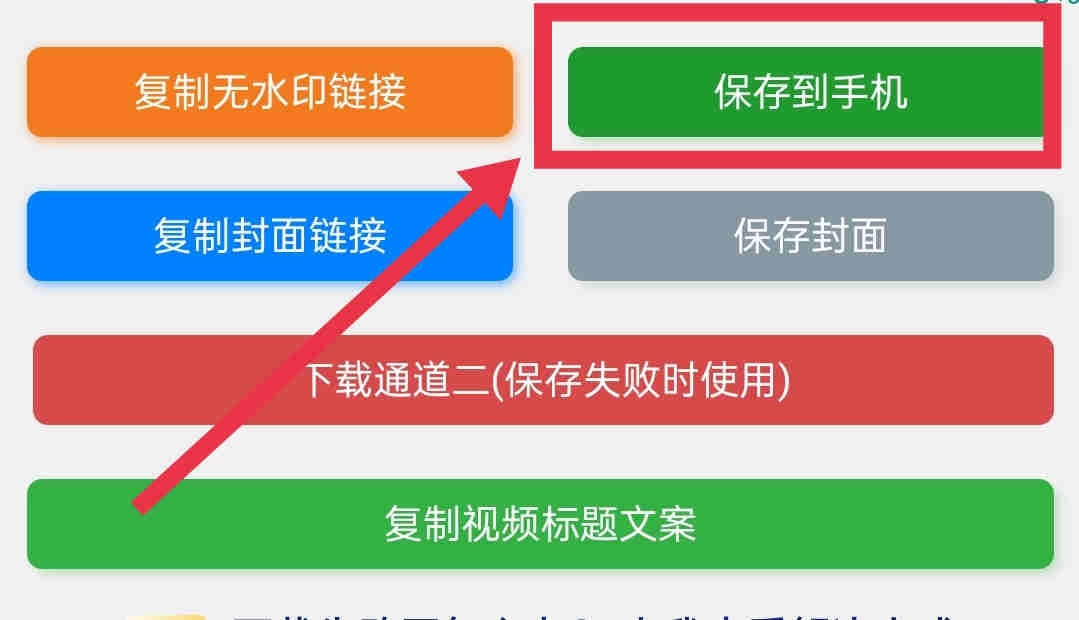 复制无水印链接
保存到手机
复制封面链接
保存封面
下载通道二(保存失败时使用)
复制视频标题文案